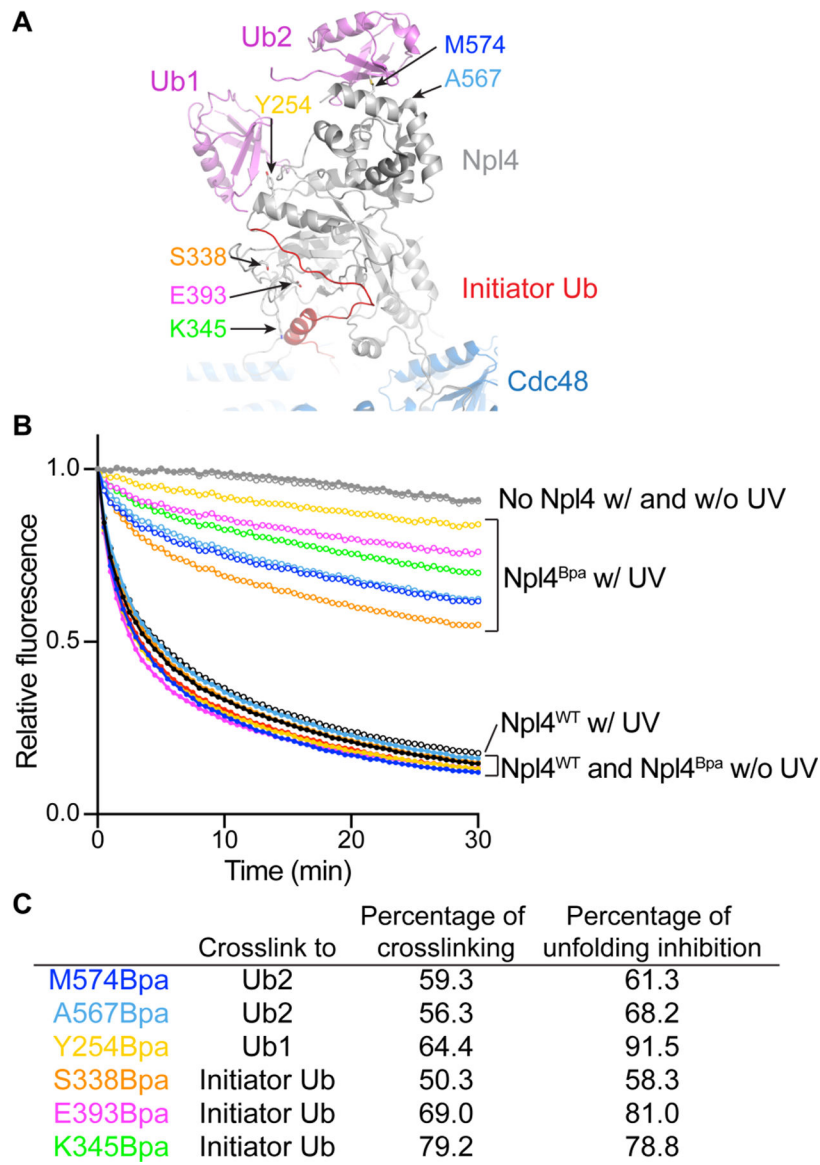 A
Ub2
M574
A567
Ub1
Y254
Npl4
S338
E393
K345
Initiator Ub
Cdc48
B
1.0
0.5
0.0
Relative fluorescence
0
10
20
30
Time (min)
No Npl4 w/ and w/o UV
Npl4Bpa w/ UV
Npl4WT w/ UV
Npl4WT and Npl4Bpa w/o UV
C
Crosslink to Percentage of crosslinking Percentage of unfolding inhibition
M574Bpa Ub2 59.3 61.3
A567Bpa Ub2 56.3 68.2
Y254Bpa Ub1 64.4 91.5
S338Bpa Initiator Ub 50.3 58.3
E393Bpa Initiator Ub 69.0 81.0
K345Bpa Initiator Ub 79.2 78.8